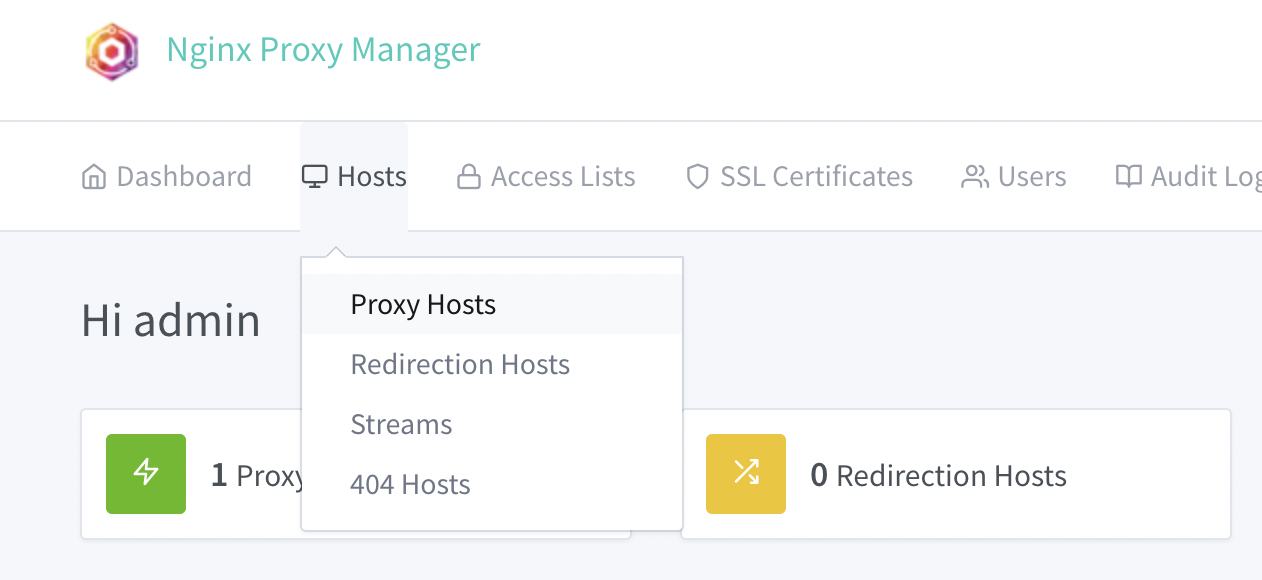 Nginx Proxy Manager
Dashboard Hosts Access Lists SSL Certificates Users Audit Log
Proxy Hosts
Hi admin
Redirection Hosts
Streams
1 Proxy
0 Redirection Hosts
404 Hosts